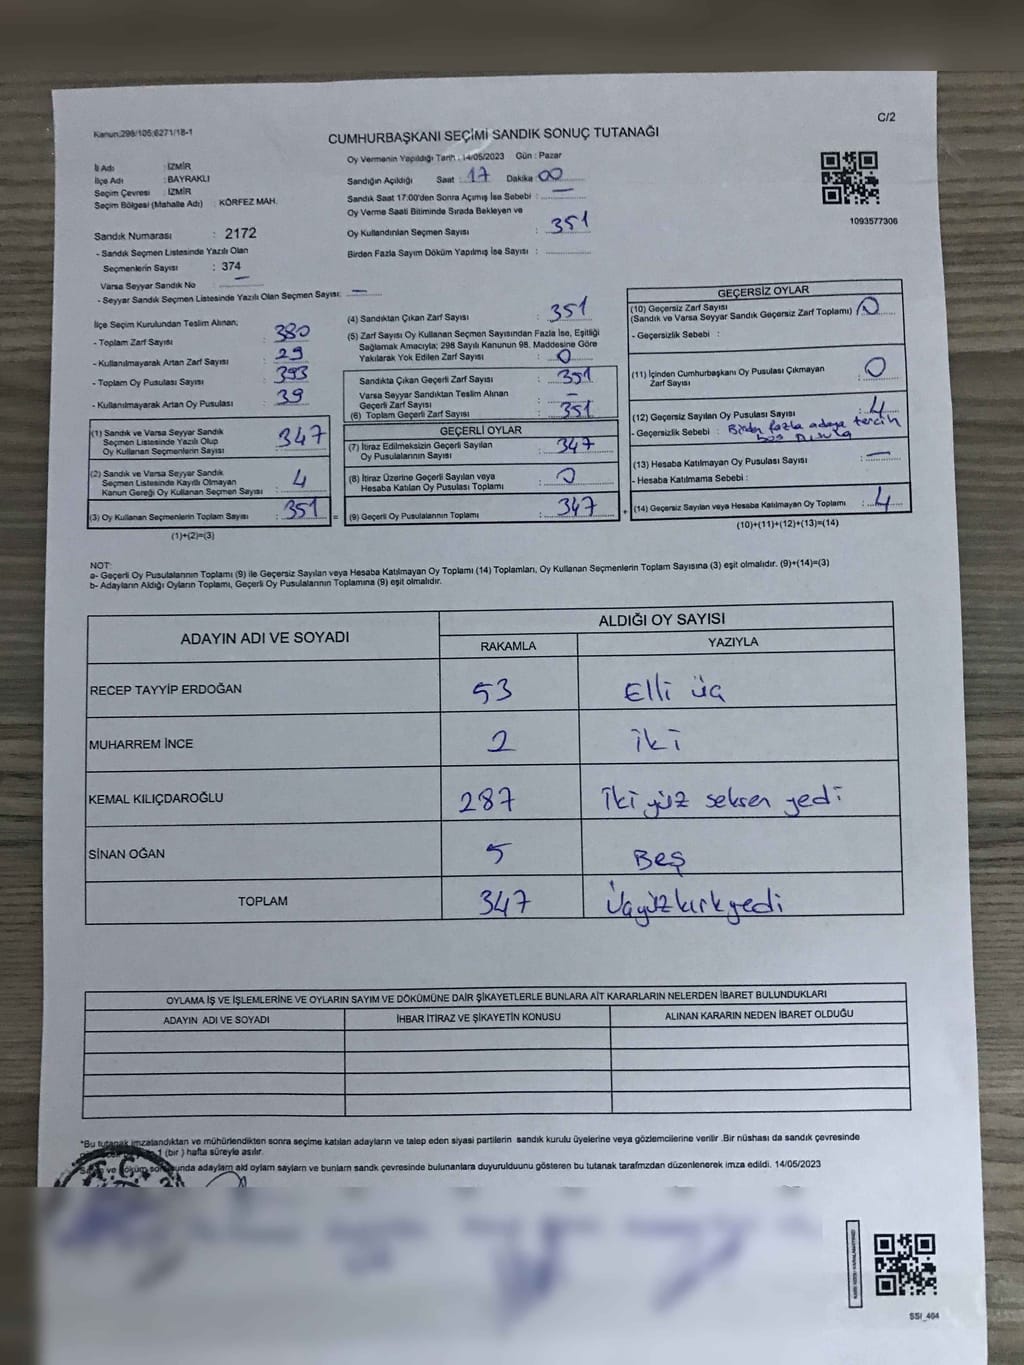 Kanun:298/105;6271/18-1
C/2
CUMHURBAŞKANI SEÇİMİ SANDIK SONUÇ TUTANAĞI
İl Adı : İZMİR
İlçe Adı : BAYRAKLI
Seçim Çevresi : İZMİR
Seçim Bölgesi (Mahalle Adı) : KÖRFEZ MAH.
Sandık Numarası : 2172
- Sandık Seçmen Listesinde Yazılı Olan
Seçmenlerin Sayısı : 374
Varsa Seyyar Sandık No : —
- Seyyar Sandık Seçmen Listesinde Yazılı Olan Seçmen Sayısı: —
Oy Vermenin Yapıldığı Tarih : 14/05/2023 Gün : Pazar
Sandığın Açıldığı Saat : 17 Dakika : 00
Sandık Saat 17:00'den Sonra Açımış İse Sebebi : —
Oy Verme Saati Bitiminde Sırada Bekleyen ve
Oy Kullandırılan Seçmen Sayısı : 351
Birden Fazla Sayım Döküm Yapılmış İse Sayısı :
1093577306
İlçe Seçim Kurulundan Teslim Alınan;
- Toplam Zarf Sayısı : 380
- Kullanılmayarak Artan Zarf Sayısı : 29
- Toplam Oy Pusulası Sayısı : 393
- Kullanılmayarak Artan Oy Pusulası : 39
(1) Sandık ve Varsa Seyyar Sandık
Seçmen Listesinde Yazılı Olup
Oy Kullanan Seçmenlerin Sayısı : 347
(2) Sandık ve Varsa Seyyar Sandık
Seçmen Listesinde Kayıtlı Olmayan
Kanun Gereği Oy Kullanan Seçmen Sayısı : 4
(3) Oy Kullanan Seçmenlerin Toplam Sayısı : 351
(1)+(2)=(3)
(4) Sandıktan Çıkan Zarf Sayısı : 351
(5) Zarf Sayısı Oy Kullanan Seçmen Sayısından Fazla İse, Eşitliği
Sağlamak Amacıyla; 298 Sayılı Kanunun 98. Maddesine Göre
Yakılarak Yok Edilen Zarf Sayısı : 0
Sandıkta Çıkan Geçerli Zarf Sayısı : 351
Varsa Seyyar Sandıktan Teslim Alınan
Geçerli Zarf Sayısı : —
(6) Toplam Geçerli Zarf Sayısı : 351
GEÇERLİ OYLAR
(7) İtiraz Edilmeksizin Geçerli Sayılan
Oy Pusulalarının Sayısı : 347
(8) İtiraz Üzerine Geçerli Sayılan veya
Hesaba Katılan Oy Pusulası Toplamı : 0
= (9) Geçerli Oy Pusulalarının Toplamı : 347 +
GEÇERSİZ OYLAR
(10) Geçersiz Zarf Sayısı
(Sandık ve Varsa Seyyar Sandık Geçersiz Zarf Toplamı) : 0
- Geçersizlik Sebebi :
(11) İçinden Cumhurbaşkanı Oy Pusulası Çıkmayan
Zarf Sayısı : 0
(12) Geçersiz Sayılan Oy Pusulası Sayısı : 4
- Geçersizlik Sebebi : Birden fazla adaya tercih
boş pusula
(13) Hesaba Katılmayan Oy Pusulası Sayısı : —
- Hesaba Katılmama Sebebi :
(14) Geçersiz Sayılan veya Hesaba Katılmayan Oy Toplamı : 4
(10)+(11)+(12)+(13)=(14)
NOT:
a- Geçerli Oy Pusulalarının Toplamı (9) ile Geçersiz Sayılan veya Hesaba Katılmayan Oy Toplamı (14) Toplamları, Oy Kullanan Seçmenlerin Toplam Sayısına (3) eşit olmalıdır. (9)+(14)=(3)
b- Adayların Aldığı Oyların Toplamı, Geçerli Oy Pusulalarının Toplamına (9) eşit olmalıdır.
ADAYIN ADI VE SOYADI ALDIĞI OY SAYISI
RAKAMLA YAZIYLA
RECEP TAYYİP ERDOĞAN 53 Elli üç
MUHARREM İNCE 2 iki
KEMAL KILIÇDAROĞLU 287 iki yüz seksen yedi
SİNAN OĞAN 5 Beş
TOPLAM 347 Üçyüzkırkyedi
OYLAMA İŞ VE İŞLEMLERİNE VE OYLARIN SAYIM VE DÖKÜMÜNE DAİR ŞİKAYETLERLE BUNLARA AİT KARARLARIN NELERDEN İBARET BULUNDUKLARI
ADAYIN ADI VE SOYADI İHBAR İTİRAZ VE ŞİKAYETİN KONUSU ALINAN KARARIN NEDEN İBARET OLDUĞU
*Bu tutanak imzalandıktan ve mühürlendikten sonra seçime katılan adayların ve talep eden siyasi partilerin sandık kurulu üyelerine veya gözlemcilerine verilir .Bir nüshası da sandık çevresinde
1 (bir ) hafta süreyle asılır.
ve döküm adayların ald oyların sayların ve bunların sandk çevresinde bulunanlara duyurulduunu gösteren bu tutanak tarafmzdan düzenlenerek imza edildi. 14/05/2023
SSI_464